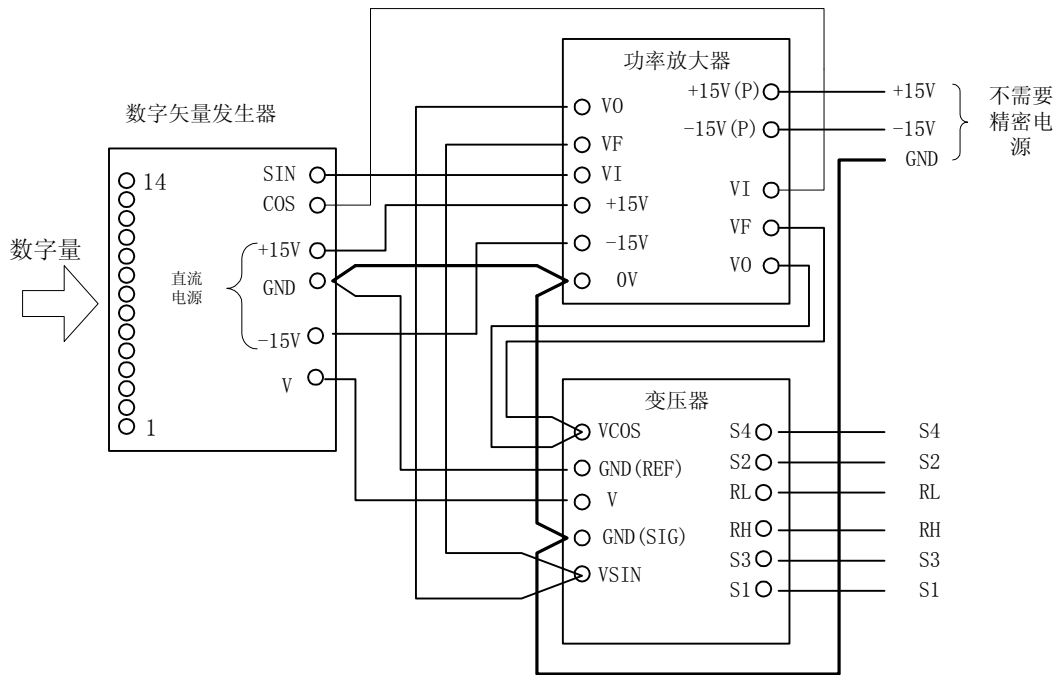 数字矢量发生器
数字量
14
1
SIN
COS
+15V
GND
-15V
V
直流
电源
功率放大器
VO
VF
VI
+15V
-15V
0V
+15V(P)
-15V(P)
VI
VF
VO
+15V
-15V
GND
不需要
精密电
源
变压器
VCOS
GND(REF)
V
GND(SIG)
VSIN
S4
S2
RL
RH
S3
S1
S4
S2
RL
RH
S3
S1